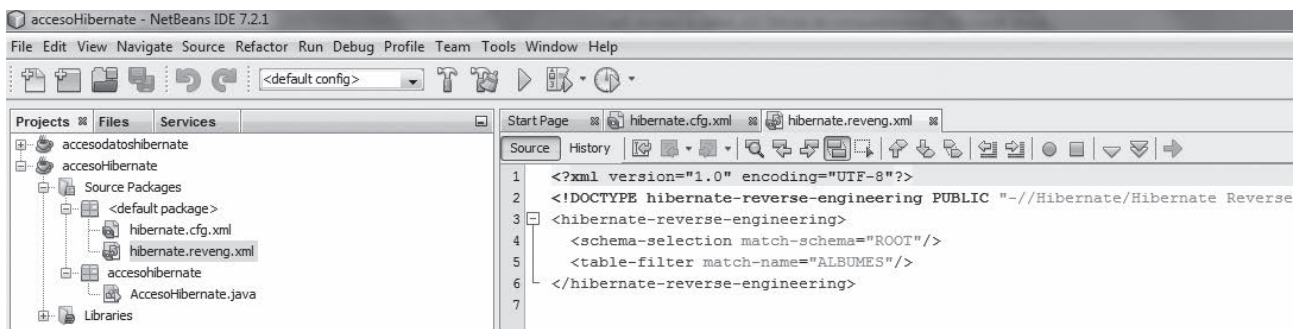 accesoHibernate - NetBeans IDE 7.2.1
File Edit View Navigate Source Refactor Run Debug Profile Team Tools Window Help
<default config>
Projects Files Services
accesodatoshibernate
accesoHibernate
Source Packages
<default package>
hibernate.cfg.xml
hibernate.reveng.xml
accesohibernate
AccesoHibernate.java
Libraries
Start Page hibernate.cfg.xml hibernate.reveng.xml
Source History
1 <?xml version="1.0" encoding="UTF-8"?>
2 <!DOCTYPE hibernate-reverse-engineering PUBLIC "-//Hibernate/Hibernate Reverse
3 <hibernate-reverse-engineering>
4 <schema-selection match-schema="ROOT"/>
5 <table-filter match-name="ALBUMES"/>
6 </hibernate-reverse-engineering>
7